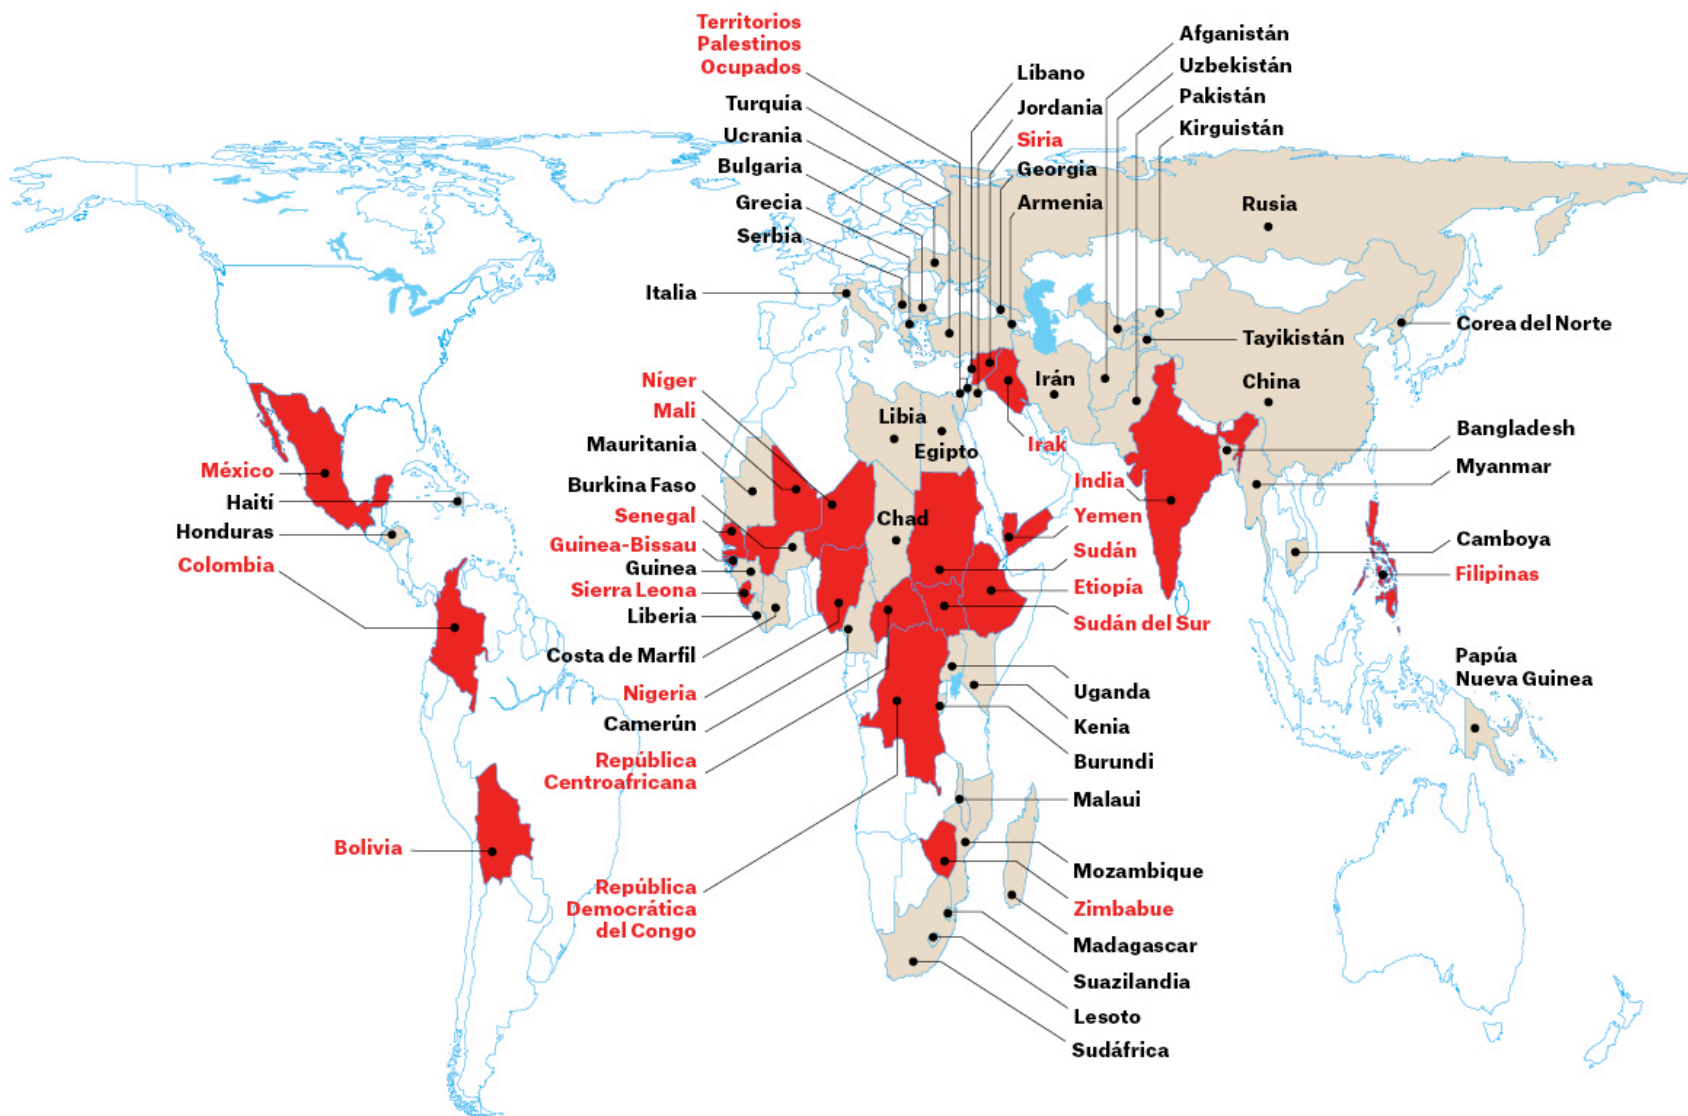 Territorios
Palestinos
Ocupados
Turquía
Ucrania
Bulgaria
Grecia
Serbia
Italia
Líbano
Jordania
Siria
Georgia
Armenia
Afganistán
Uzbekistán
Pakistán
Kirguistán
Rusia
Corea del Norte
Tayikistán
China
Irán
Libia
Egipto
Irak
Níger
Mali
Mauritania
Burkina Faso
Senegal
Guinea-Bissau
Guinea
Sierra Leona
Liberia
Costa de Marfil
Nigeria
Camerún
República
Centroafricana
República
Democrática
del Congo
Chad
México
Haití
Honduras
Colombia
Bolivia
India
Yemen
Sudán
Etiopía
Sudán del Sur
Uganda
Kenia
Burundi
Malaui
Mozambique
Zimbabue
Madagascar
Suazilandia
Lesoto
Sudáfrica
Bangladesh
Myanmar
Camboya
Filipinas
Papúa
Nueva Guinea